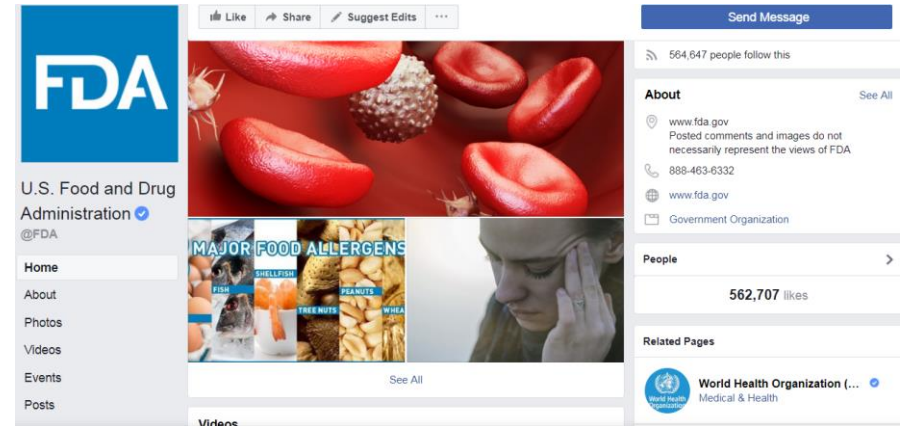 FDA
U.S. Food and Drug
Administration
@FDA
Home
About
Photos
Videos
Events
Posts
Like
Share
Suggest Edits
...
MAJOR FOOD ALLERGENS
FISH
SHELLFISH
TREE NUTS
PEANUTS
WHEA
See All
Videos
Send Message
564,647 people follow this
About
See All
www.fda.gov
Posted comments and images do not
necessarily represent the views of FDA
888-463-6332
www.fda.gov
Government Organization
People
562,707 likes
Related Pages
World Health
Organization
World Health Organization (...
Medical & Health